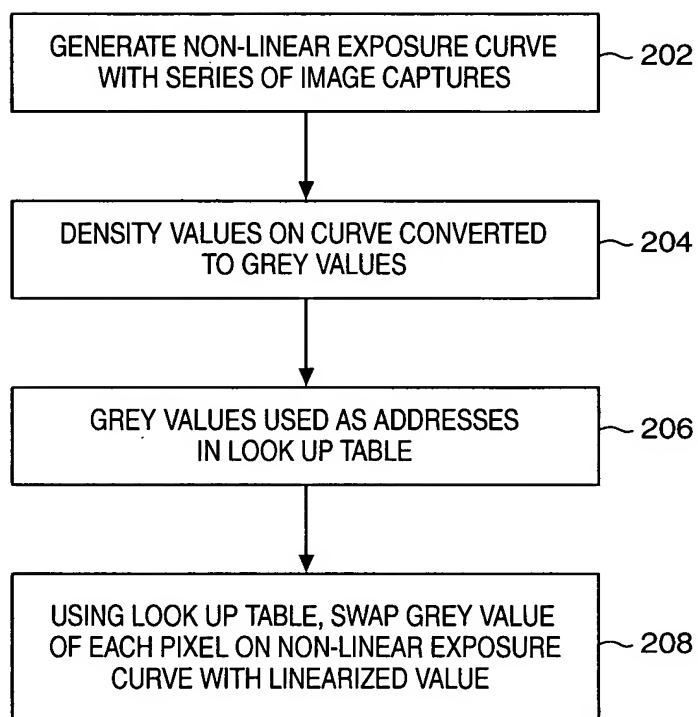 GENERATE NON-LINEAR EXPOSURE CURVE
WITH SERIES OF IMAGE CAPTURES
202
DENSITY VALUES ON CURVE CONVERTED
TO GREY VALUES
204
GREY VALUES USED AS ADDRESSES
IN LOOK UP TABLE
206
USING LOOK UP TABLE, SWAP GREY VALUE
OF EACH PIXEL ON NON-LINEAR EXPOSURE
CURVE WITH LINEARIZED VALUE
208